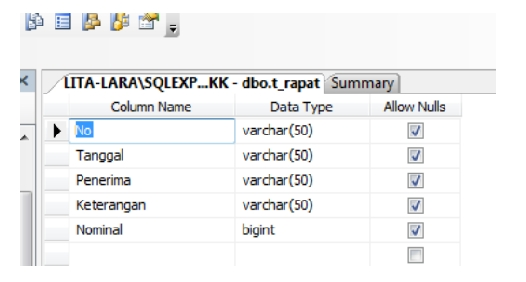 LITA-LARA\SQLEXP...KK - dbo.t_rapat Summary
Column Name Data Type Allow Nulls
No varchar(50)
Tanggal varchar(50)
Penerima varchar(50)
Keterangan varchar(50)
Nominal bigint